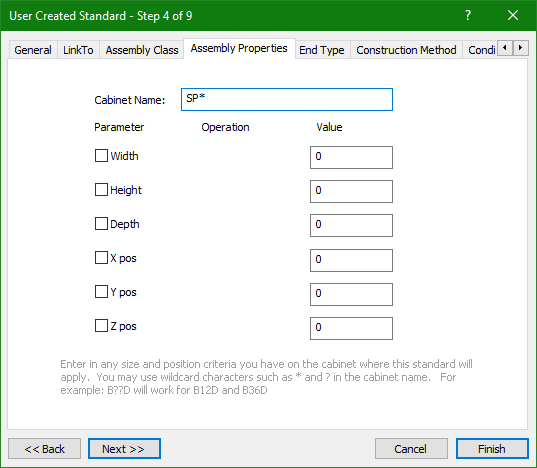 User Created Standard - Step 4 of 9
?
General LinkTo Assembly Class Assembly Properties End Type Construction Method Condi
Cabinet Name: SP*
Parameter Operation Value
Width 0
Height 0
Depth 0
X pos 0
Y pos 0
Z pos 0
Enter in any size and position criteria you have on the cabinet where this standard will
apply. You may use wildcard characters such as * and ? in the cabinet name. For
example: B??D will work for B12D and B36D
<< Back Next >> Cancel Finish